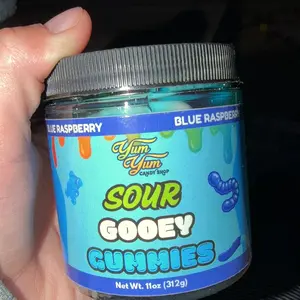 BLUE RASPBERRY BLUE RASPBERRY
Yum
Yum
CANDY SHOP
SOUR
GOOEY
GUMMIES
Net Wt. 11oz (312g)